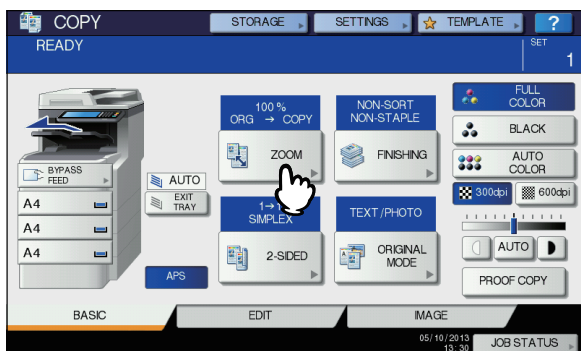 COPY
STORAGE
SETTINGS
TEMPLATE
?
READY
SET
1
100 %
ORG → COPY
NON-SORT
NON-STAPLE
FULL
COLOR
BLACK
ZOOM
FINISHING
AUTO
COLOR
BYPASS
FEED
AUTO
EXIT
TRAY
300dpi
600dpi
A4
A4
A4
A4
SIMPLEX
TEXT/PHOTO
2-SIDED
ORIGINAL
MODE
AUTO
APS
PROOF COPY
BASIC
EDIT
IMAGE
05/10/2013
13:30
JOB STATUS